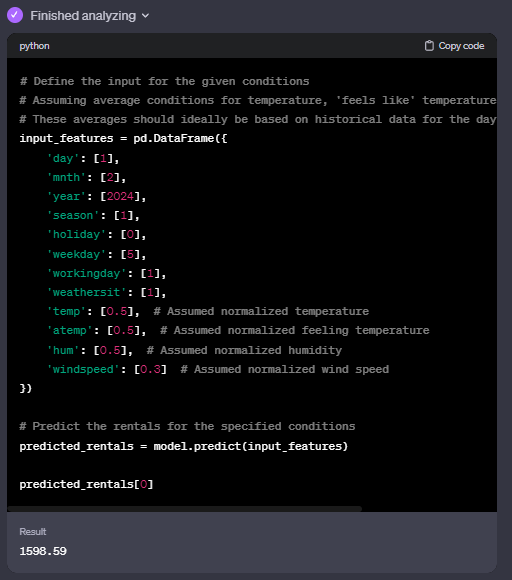 Finished analyzing
python Copy code
# Define the input for the given conditions
# Assuming average conditions for temperature, 'feels like' temperature
# These averages should ideally be based on historical data for the day
input_features = pd.DataFrame({
    'day': [1],
    'mnth': [2],
    'year': [2024],
    'season': [1],
    'holiday': [0],
    'weekday': [5],
    'workingday': [1],
    'weathersit': [1],
    'temp': [0.5],  # Assumed normalized temperature
    'atemp': [0.5],  # Assumed normalized feeling temperature
    'hum': [0.5],  # Assumed normalized humidity
    'windspeed': [0.3]  # Assumed normalized wind speed
})
# Predict the rentals for the specified conditions
predicted_rentals = model.predict(input_features)
predicted_rentals[0]
Result
1598.59